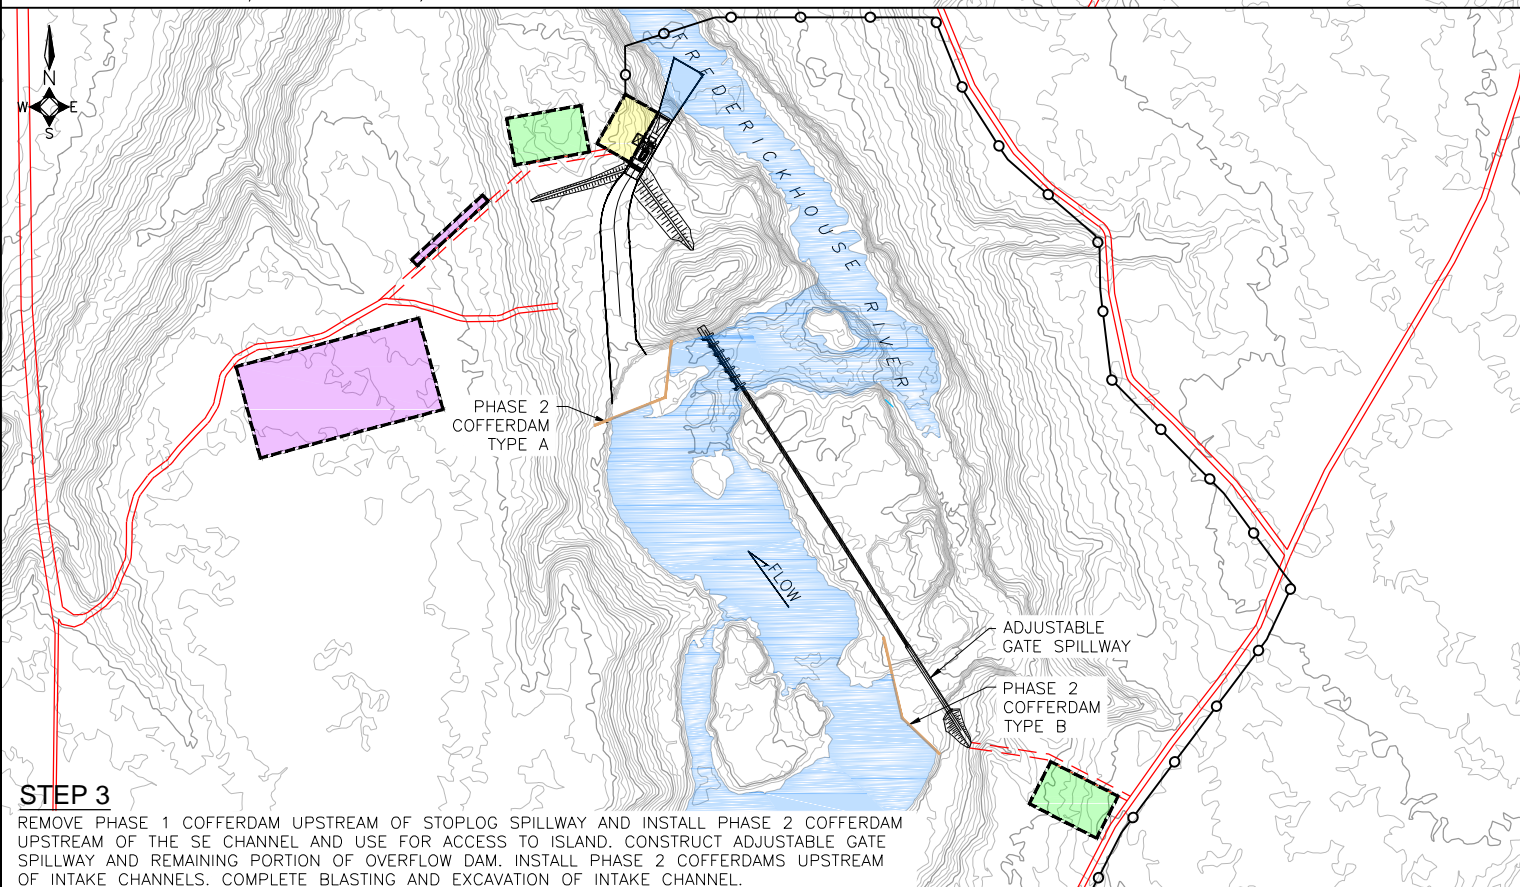 N
W E
S
FREDERICKHOUSE RIVER
PHASE 2
COFFERDAM
TYPE A
FLOW
ADJUSTABLE
GATE SPILLWAY
PHASE 2
COFFERDAM
TYPE B
STEP 3
REMOVE PHASE 1 COFFERDAM UPSTREAM OF STOPLOG SPILLWAY AND INSTALL PHASE 2 COFFERDAM
UPSTREAM OF THE SE CHANNEL AND USE FOR ACCESS TO ISLAND. CONSTRUCT ADJUSTABLE GATE
SPILLWAY AND REMAINING PORTION OF OVERFLOW DAM. INSTALL PHASE 2 COFFERDAMS UPSTREAM
OF INTAKE CHANNELS. COMPLETE BLASTING AND EXCAVATION OF INTAKE CHANNEL.